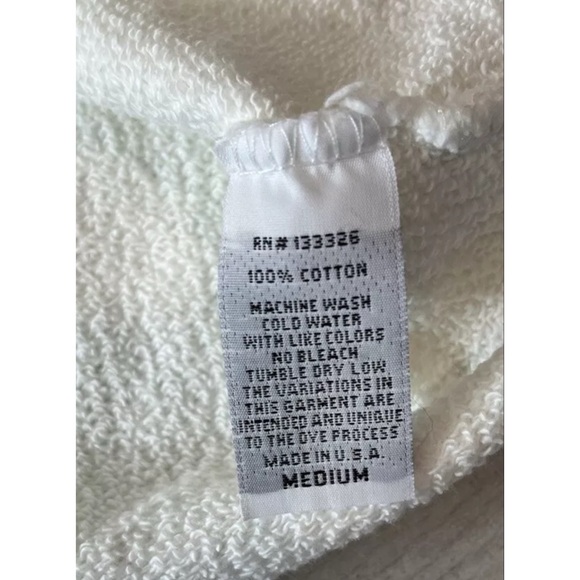 RN# 133326
100% COTTON
MACHINE WASH
COLD WATER
WITH LIKE COLORS
NO BLEACH
TUMBLE DRY LOW
THE VARIATIONS IN
THIS GARMENT ARE
INTENDED AND UNIQUE
TO THE DYE PROCESS
MADE IN U.S.A.
MEDIUM